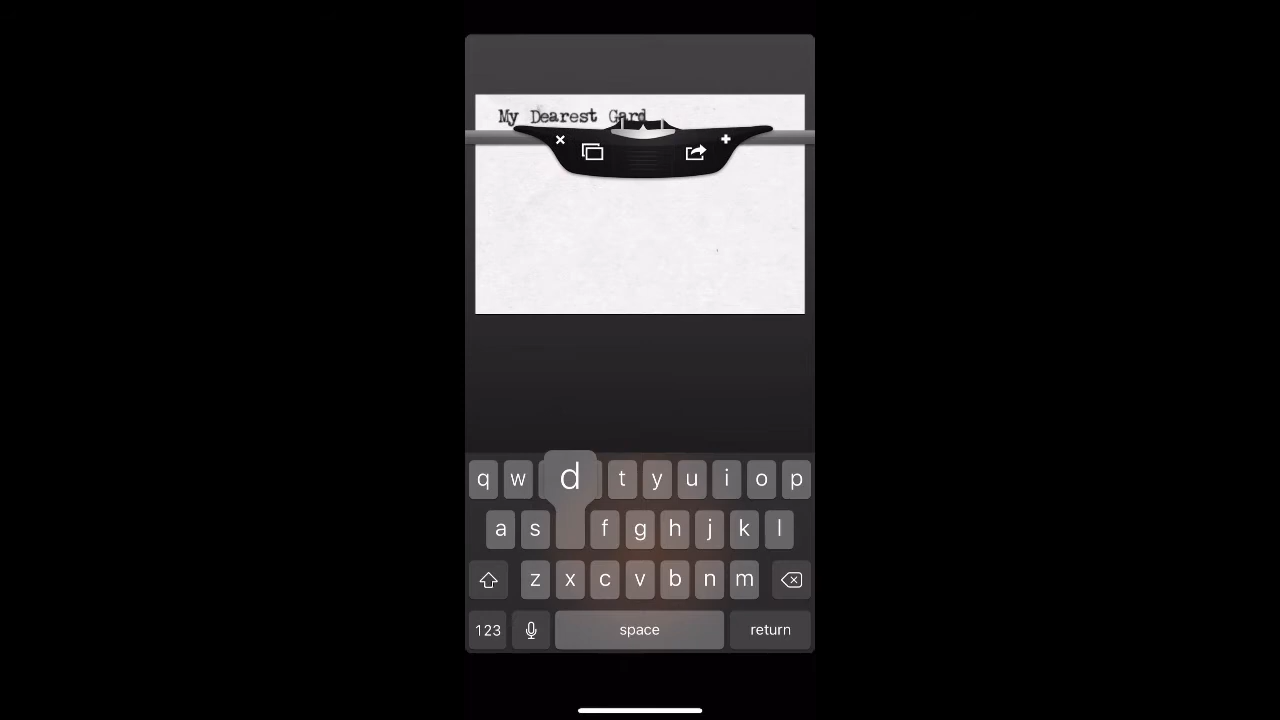 My Dearest Gard
d
q w t y u i o p
a s f g h j k l
z x c v b n m
123 space return